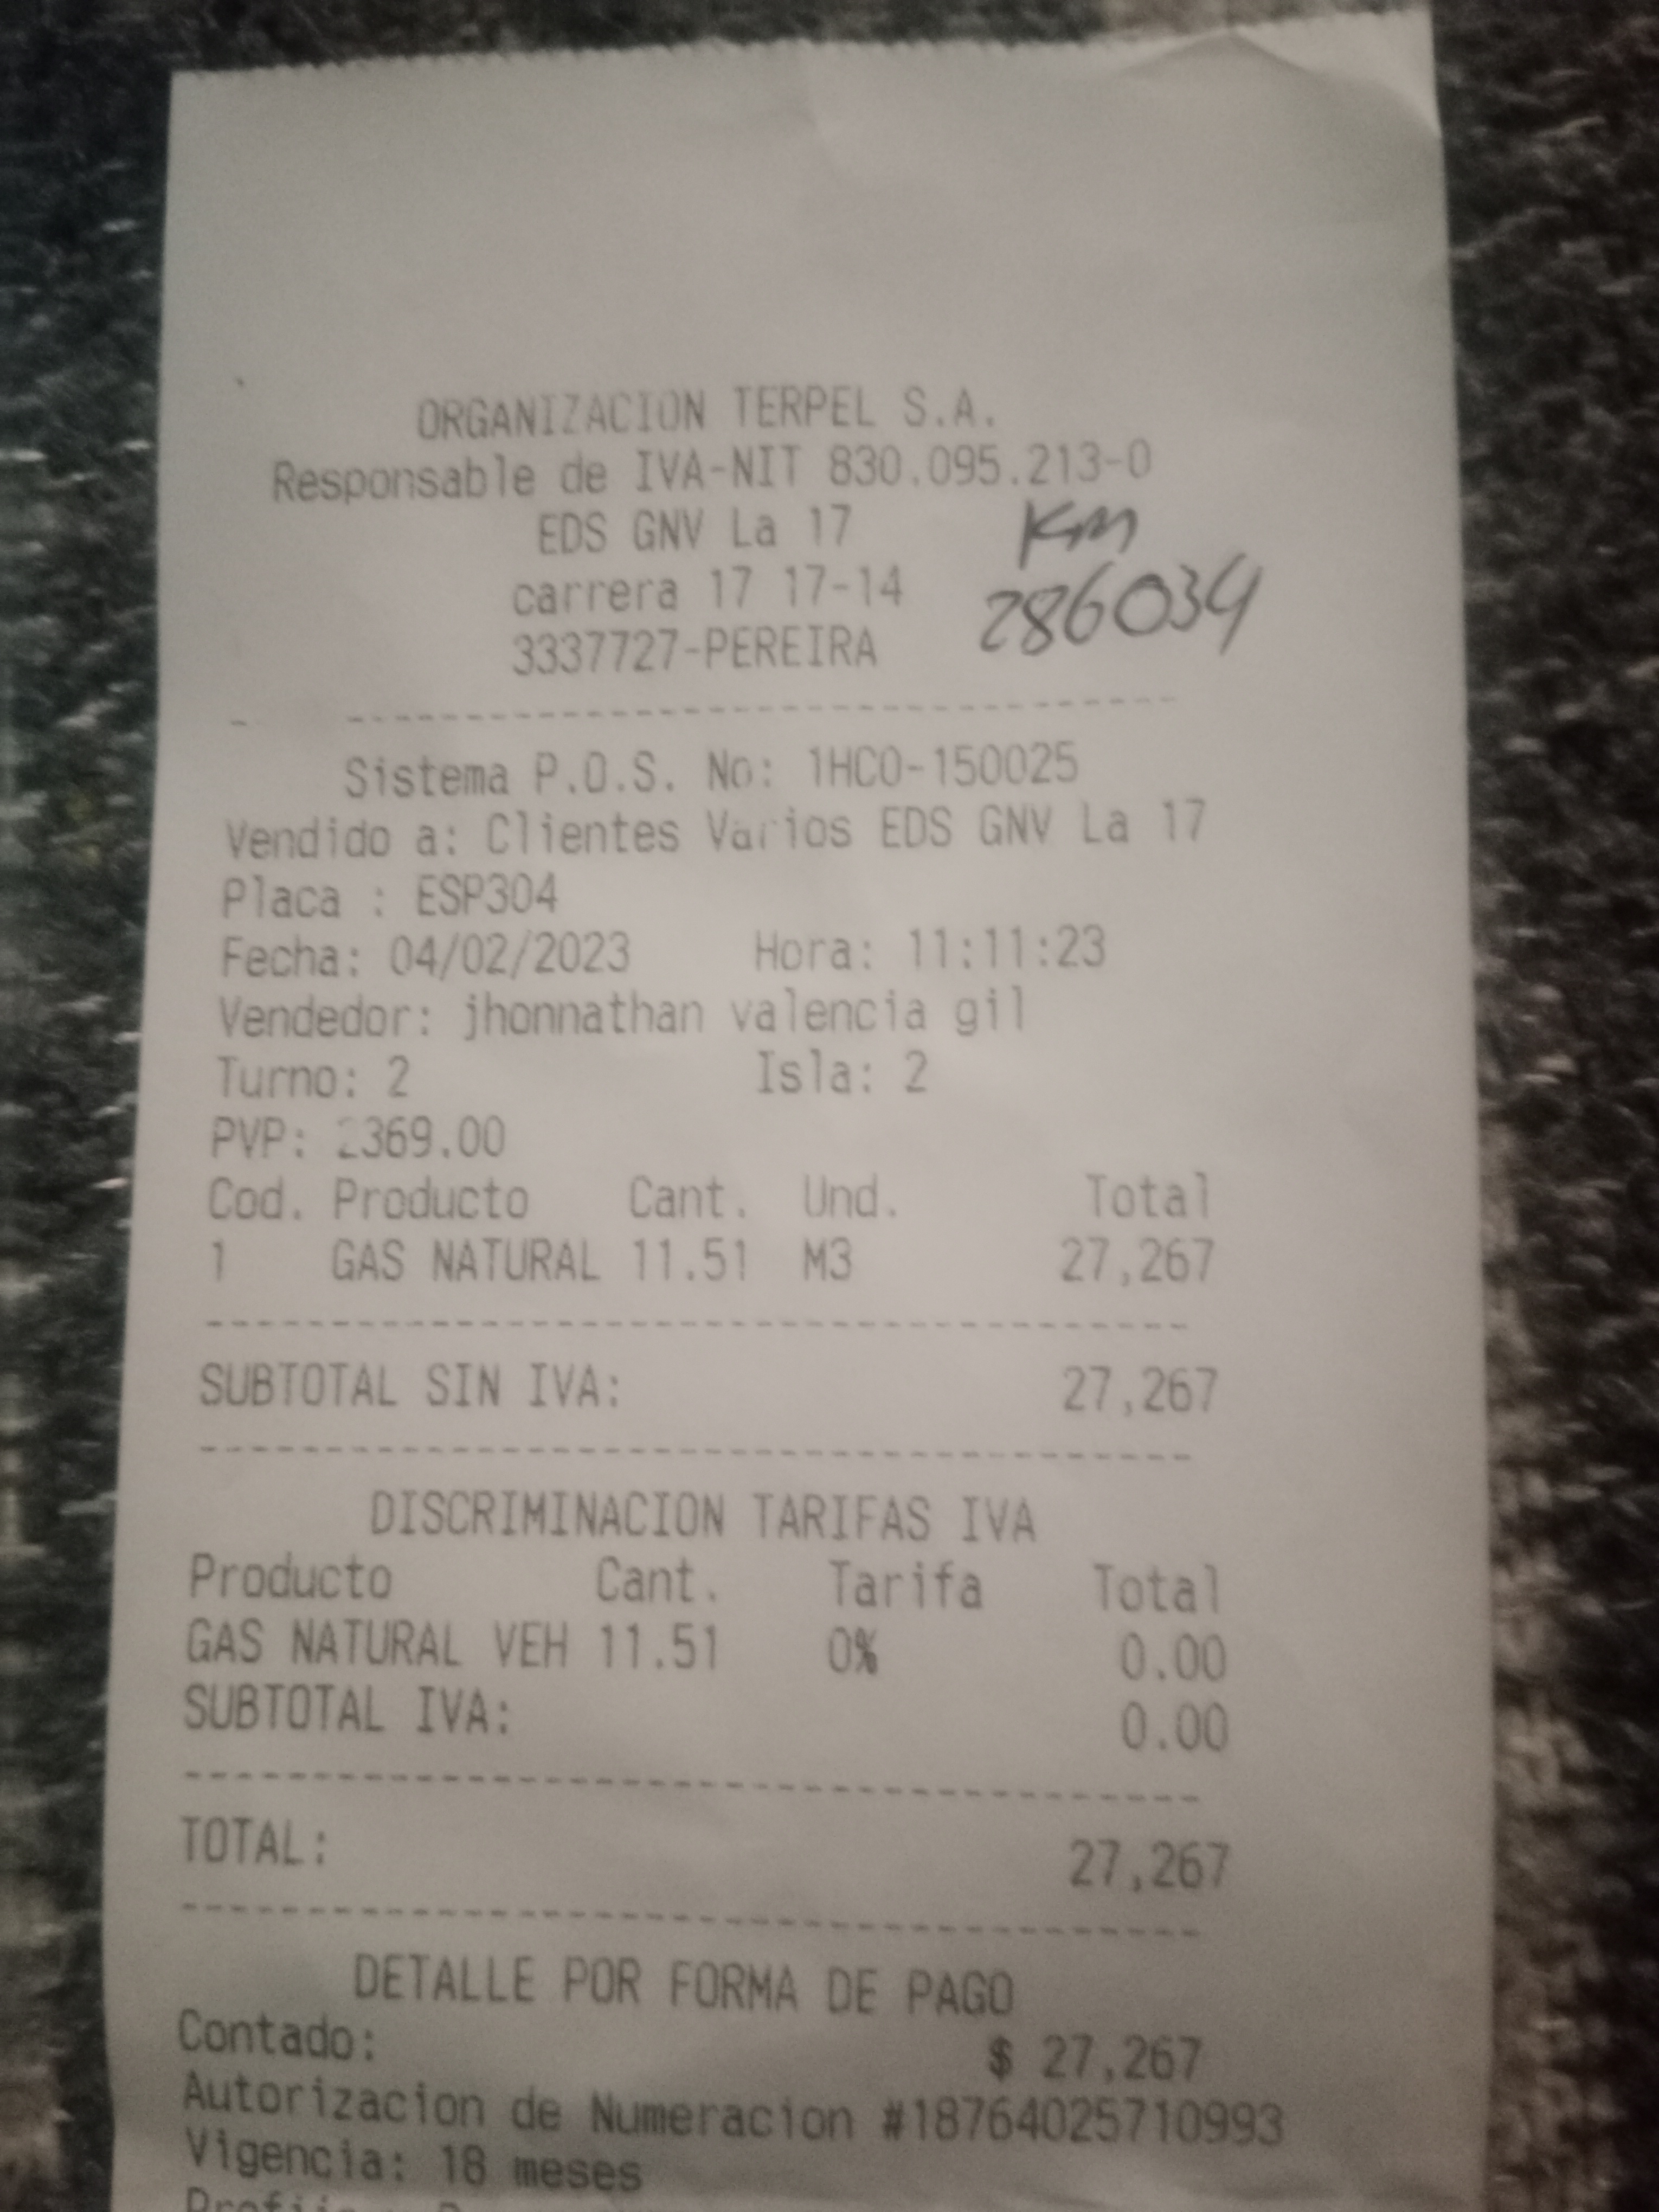 ORGANIZACION TERPEL S.A.
Responsable de IVA-NIT 830.095.213-0
EDS GNV La 17
KM
carrera 17 17-14
286034
3337727-PEREIRA
- --------------------------------
Sistema P.O.S. No: 1HC0-150025
Vendido a: Clientes Varios EDS GNV La 17
Placa : ESP304
Fecha: 04/02/2023 Hora: 11:11:23
Vendedor: jhonnathan valencia gil
Turno: 2 Isla: 2
PVP: 2369.00
Cod. Producto Cant. Und. Total
1 GAS NATURAL 11.51 M3 27,267
---------------------------------------
SUBTOTAL SIN IVA: 27,267
---------------------------------------
DISCRIMINACION TARIFAS IVA
Producto Cant. Tarifa Total
GAS NATURAL VEH 11.51 0% 0.00
SUBTOTAL IVA: 0.00
---------------------------------------
TOTAL: 27,267
---------------------------------------
DETALLE POR FORMA DE PAGO
Contado: $ 27,267
Autorizacion de Numeracion #18764025710993
Vigencia: 18 meses